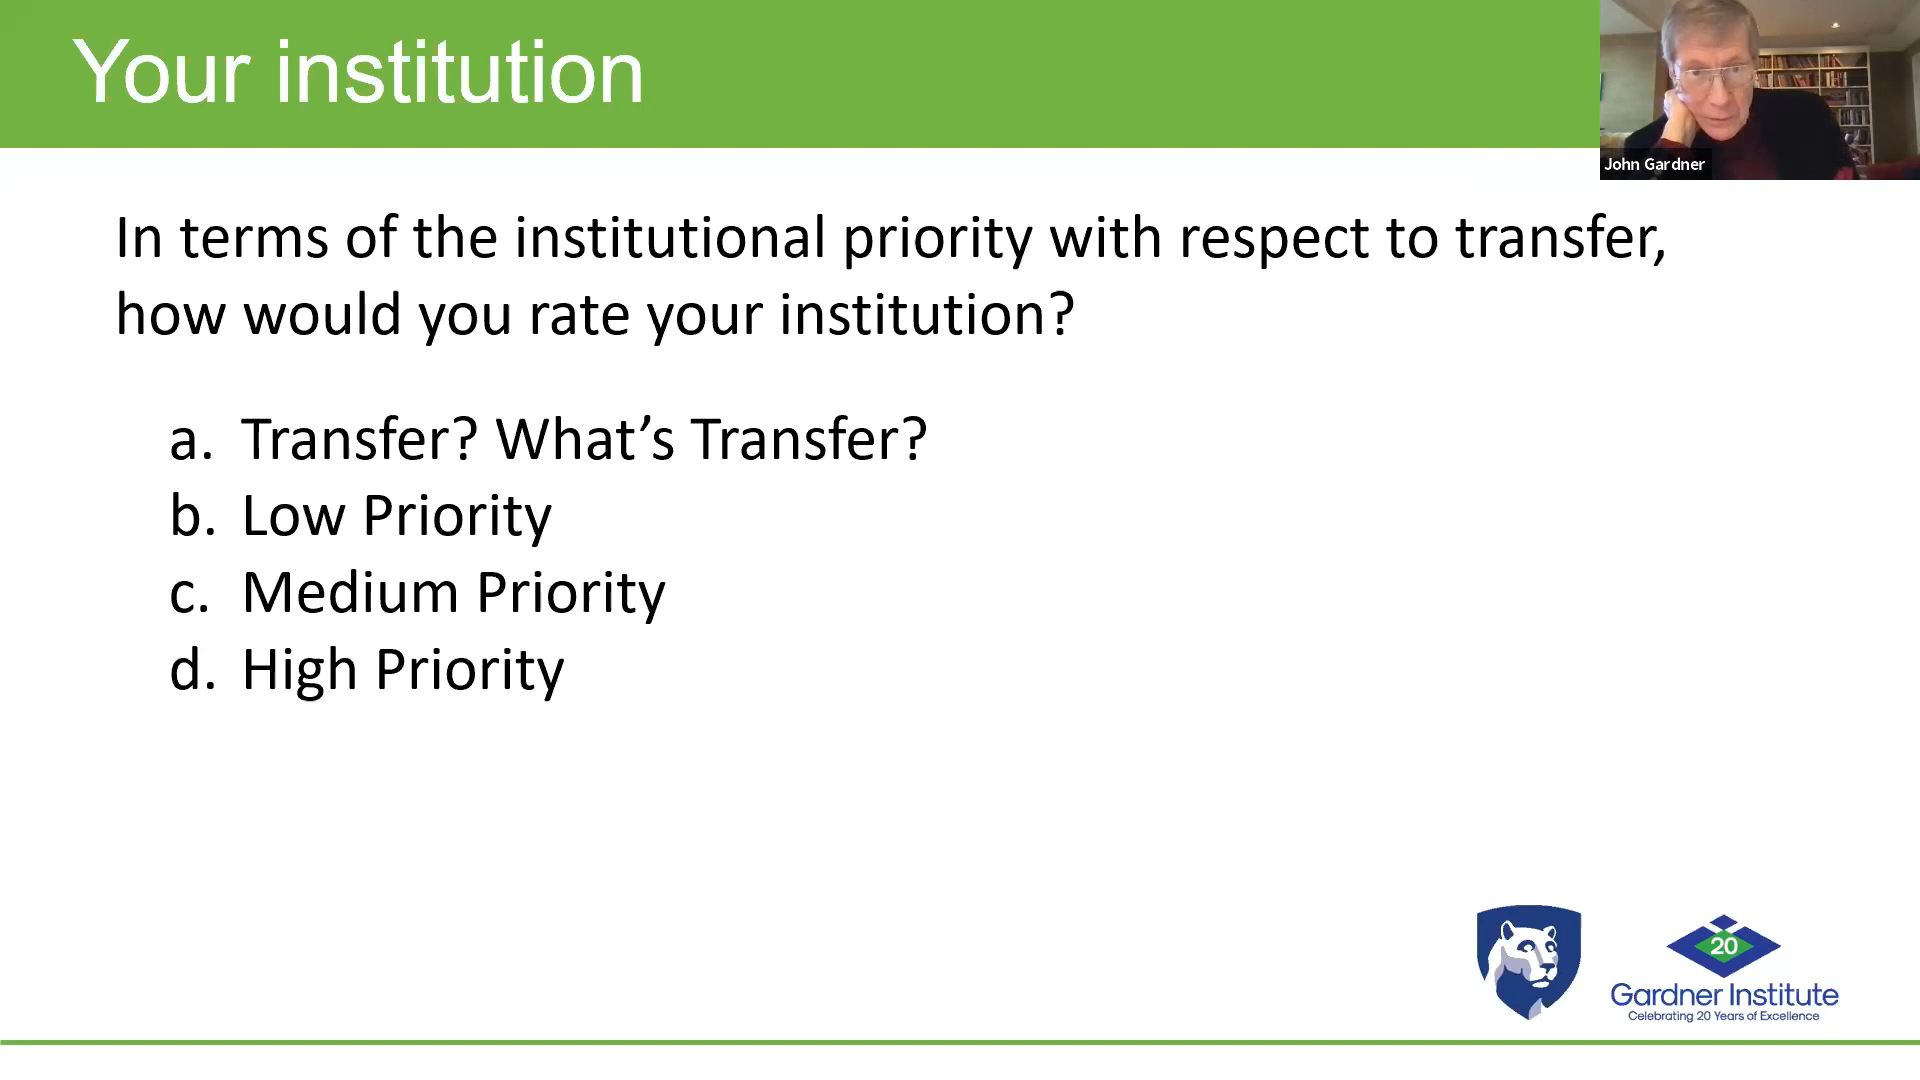 Your institution
John Gardner
In terms of the institutional priority with respect to transfer,
how would you rate your institution?
a. Transfer? What’s Transfer?
b. Low Priority
c. Medium Priority
d. High Priority
20
Gardner Institute
Celebrating 20 Years of Excellence